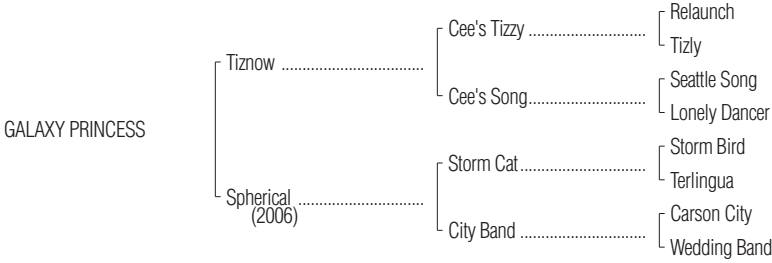 Relaunch
Cee's Tizzy ..............................
Tizly
Tiznow ....................................
Seattle Song
Cee's Song..............................
Lonely Dancer
GALAXY PRINCESS
Storm Bird
Storm Cat................................
Terlingua
Spherical ................................
(2006)
Carson City
City Band ................................
Wedding Band